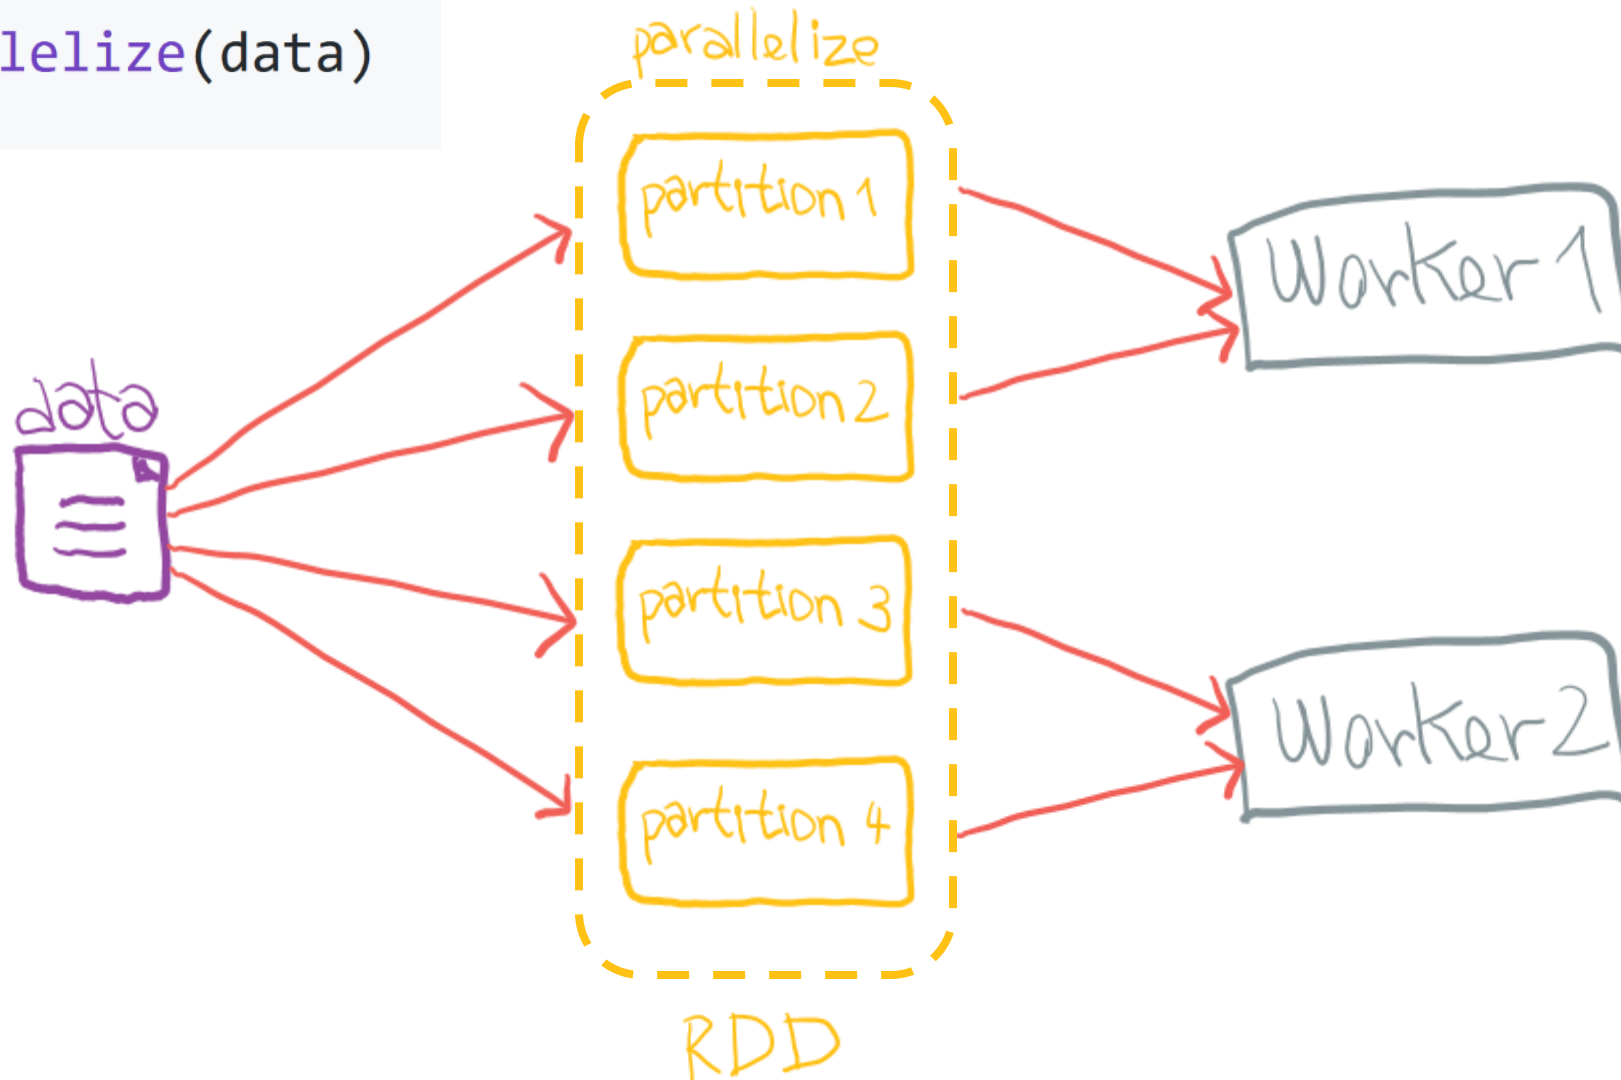 lelize(data)
parallelize
partition 1
partition 2
partition 3
partition 4
data
Worker 1
Worker 2
RDD